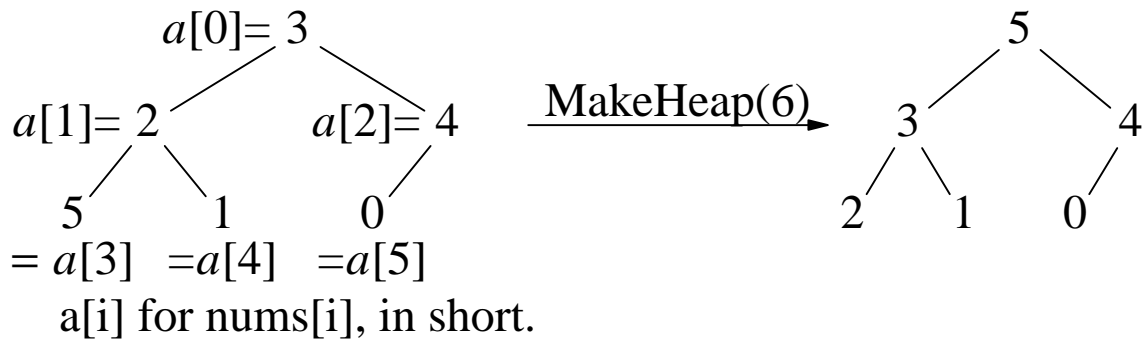 a[0]= 3
5
a[1]= 2
a[2]= 4
MakeHeap(6)
3
4
5
1
0
2
1
0
= a[3]
=a[4]
=a[5]
a[i] for nums[i], in short.